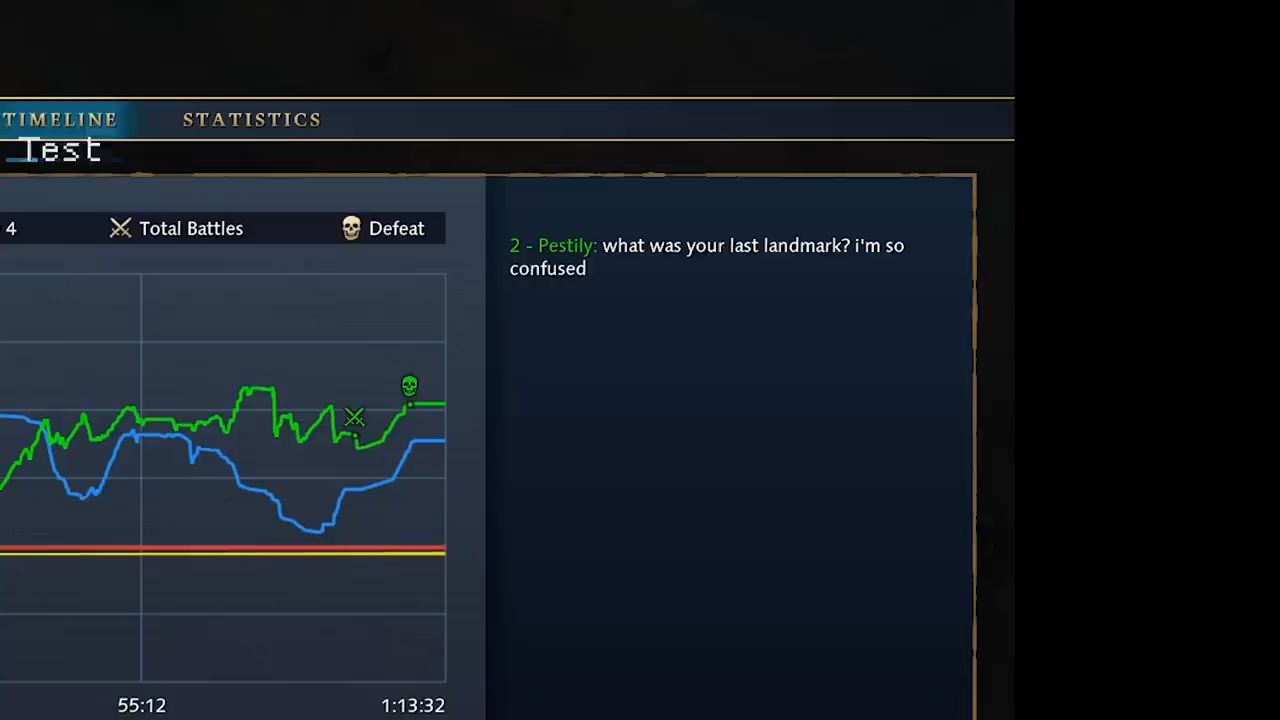 TIMELINE STATISTICS
Test
4 Total Battles Defeat
2 - Pestily: what was your last landmark? i'm so
confused
55:12 1:13:32